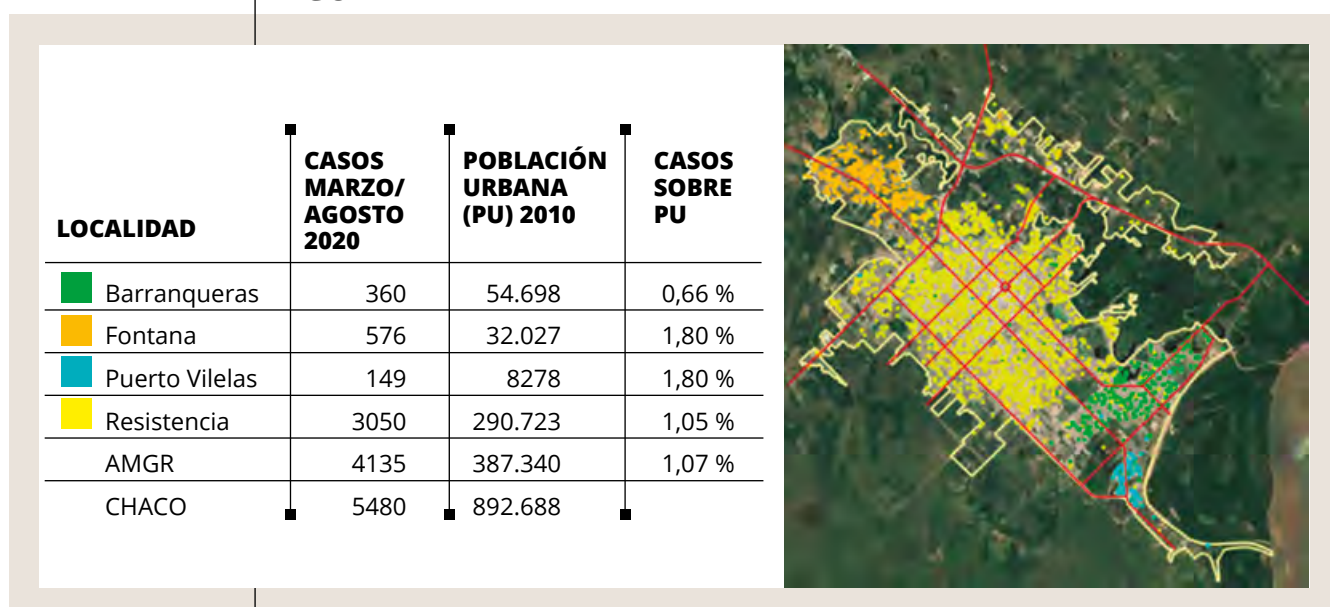 LOCALIDAD
CASOS
MARZO/
AGOSTO
2020
POBLACIÓN
URBANA
(PU) 2010
CASOS
SOBRE
PU
Barranqueras 360 54.698 0,66 %
Fontana 576 32.027 1,80 %
Puerto Vilelas 149 8278 1,80 %
Resistencia 3050 290.723 1,05 %
AMGR 4135 387.340 1,07 %
CHACO 5480 892.688